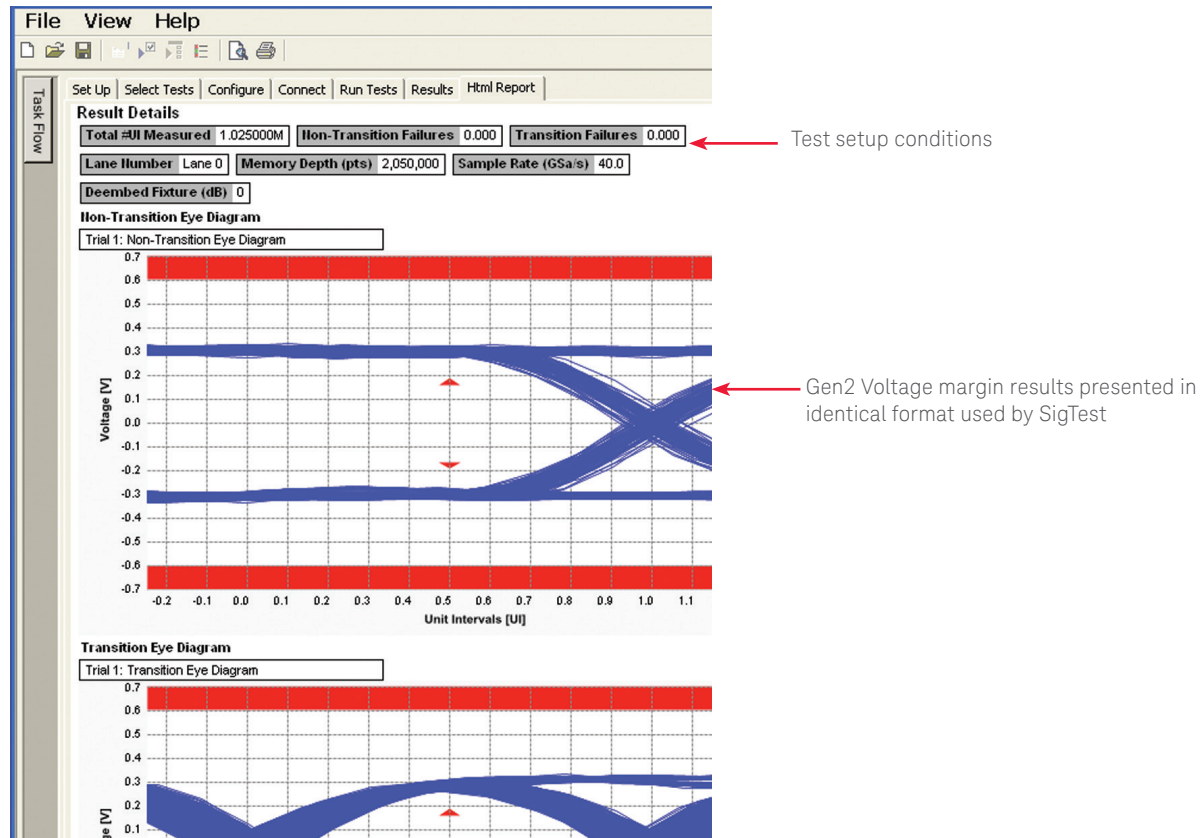 File View Help
Set Up Select Tests Configure Connect Run Tests Results Html Report
Task Flow
Result Details
Total #UI Measured 1.025000M Non-Transition Failures 0.000 Transition Failures 0.000
Test setup conditions
Lane Number Lane 0 Memory Depth (pts) 2,050,000 Sample Rate (GSa/s) 40.0
Deembed Fixture (dB) 0
Non-Transition Eye Diagram
Trial 1: Non-Transition Eye Diagram
0.7
0.6
0.5
0.4
0.3
0.2
0.1
0.0
-0.1
-0.2
-0.3
-0.4
-0.5
-0.6
-0.7
Voltage [V]
Gen2 Voltage margin results presented in
identical format used by SigTest
-0.2 -0.1 0.0 0.1 0.2 0.3 0.4 0.5 0.6 0.7 0.8 0.9 1.0 1.1
Unit Intervals [UI]
Transition Eye Diagram
Trial 1: Transition Eye Diagram
0.7
0.6
0.5
0.4
0.3
0.2
0.1
ge [V]